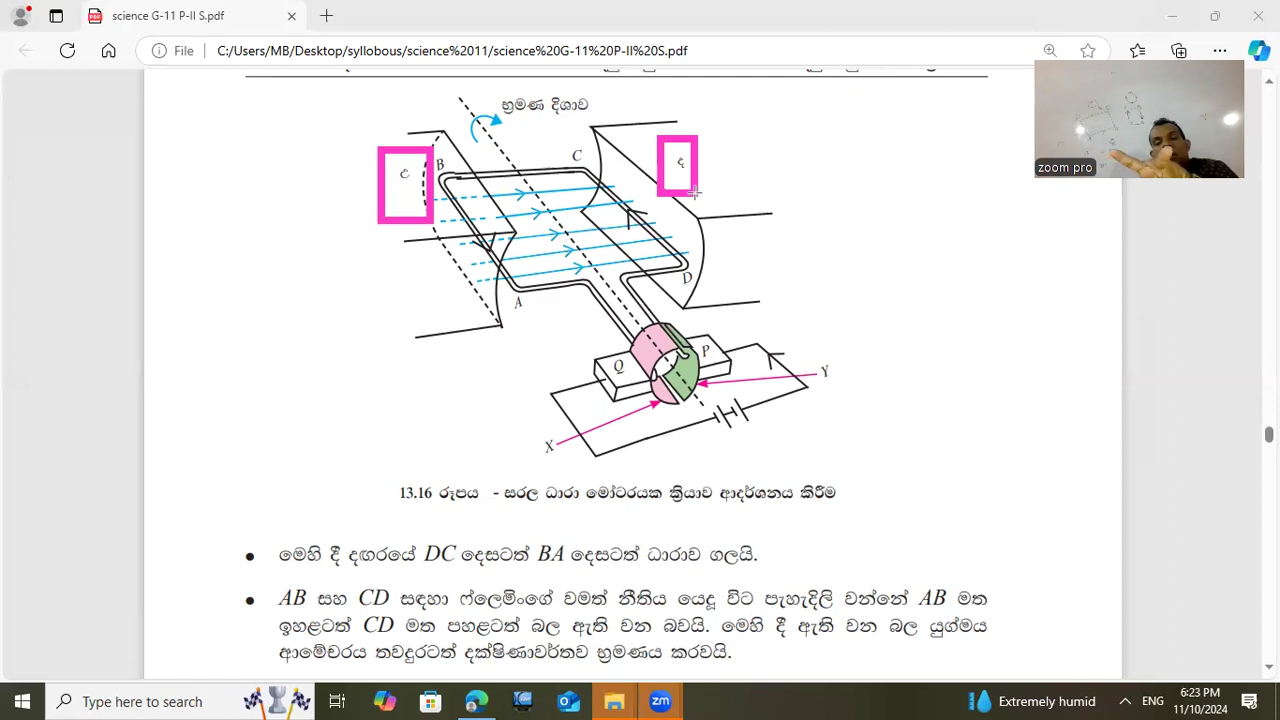 science G-11 P-II S.pdf
File
C:/Users/MB/Desktop/syllobous/science%2011/science%20G-11%20P-II%20S.pdf
භ්‍රමණ දිශාව
උ
B
C
ද
zoom pro
A
D
Q
P
Y
X
13.16 රූපය - සරල ධාරා මෝටරයක ක්‍රියාව ආදර්ශනය කිරීම
• මෙහි දී දඟරයේ DC දෙසටත් BA දෙසටත් ධාරාව ගලයි.
• AB සහ CD සඳහා ෆ්ලෙමිංගේ වමත් නීතිය යෙදූ විට පැහැදිලි වන්නේ AB මත
ඉහළටත් CD මත පහළටත් බල ඇති වන බවයි. මෙහි දී ඇති වන බල යුග්මය
ආමේචරය තවදුරටත් දක්ෂිණාවර්තව භ්‍රමණය කරවයි.
Type here to search
Extremely humid
ENG
6:23 PM
11/10/2024